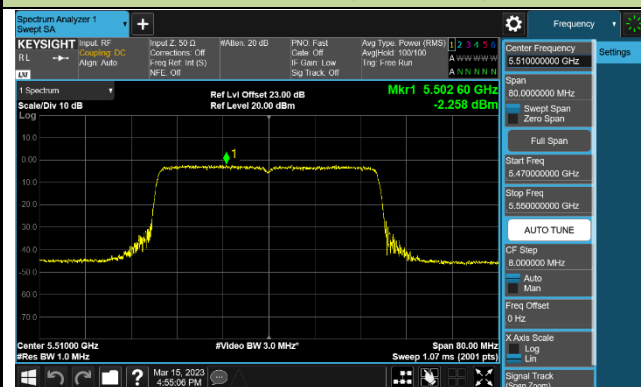 Spectrum Analyzer 1
Swept SA
Frequency
KEYSIGHT
Input: RF
Input Z: 50 Ω
#Atten: 20 dB
PNO: Fast
Avg Type: Power (RMS)
1 2 3 4 5 6
RL
Coupling: DC
Corrections: Off
Gate: Off
Avg|Hold: 100/100
A W W W W W
Align: Auto
Freq Ref: Int (S)
IF Gain: Low
Trig: Free Run
NFE: Off
Sig Track: Off
A N N N N N
LXI
Center Frequency
5.510000000 GHz
Settings
1 Spectrum
Ref Lvl Offset 23.00 dB
Mkr1 5.502 60 GHz
Scale/Div 10 dB
Ref Level 20.00 dBm
-2.258 dBm
Log
10.0
0.00
1
-10.0
-20.0
-30.0
-40.0
-50.0
-60.0
-70.0
Span
80.0000000 MHz
Swept Span
Zero Span
Full Span
Start Freq
5.470000000 GHz
Stop Freq
5.550000000 GHz
AUTO TUNE
CF Step
8.000000 MHz
Auto
Man
Freq Offset
0 Hz
X Axis Scale
Log
Lin
Signal Track
(Span Zoom)
Center 5.51000 GHz
#Video BW 3.0 MHz*
Span 80.00 MHz
#Res BW 1.0 MHz
Sweep 1.07 ms (2001 pts)
?
Mar 15, 2023
4:55:06 PM